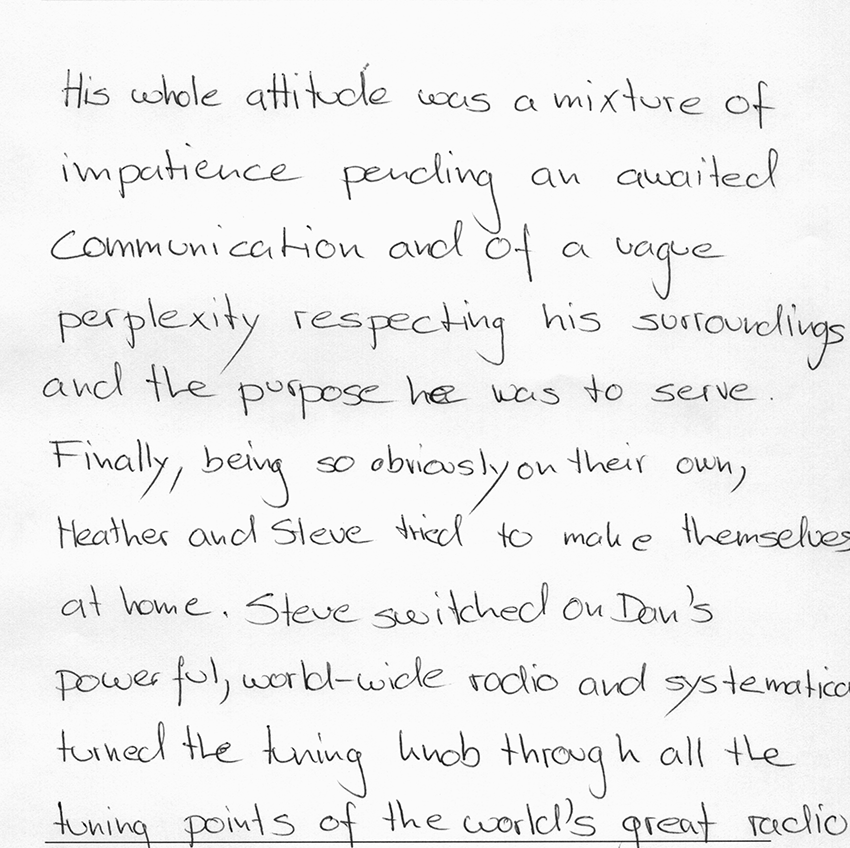 His whole attitude was a mixture of
impatience pending an awaited
communication and of a vague
perplexity respecting his surroundings
and the purpose he was to serve.
Finally, being so obviously on their own,
Heather and Steve tried to make themselves
at home. Steve switched on Dan's
powerful, world-wide radio and systematica
turned the tuning knob through all the
tuning points of the world's great radio